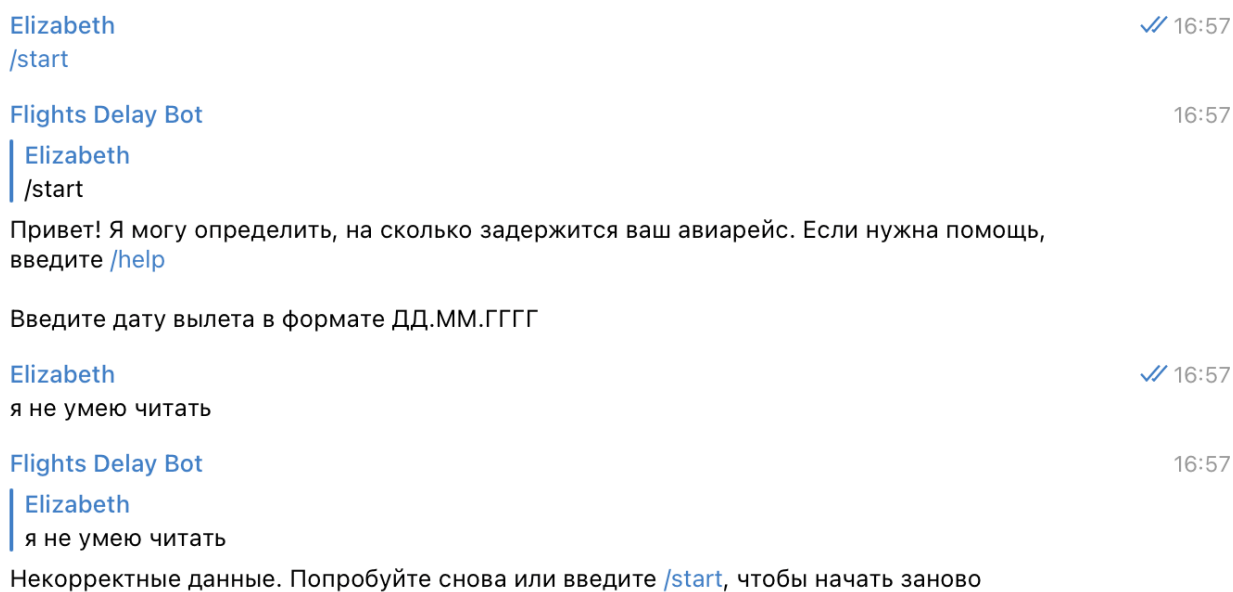 Elizabeth 16:57
/start
Flights Delay Bot 16:57
Elizabeth
/start
Привет! Я могу определить, на сколько задержится ваш авиарейс. Если нужна помощь,
введите /help
Введите дату вылета в формате ДД.ММ.ГГГГ
Elizabeth 16:57
я не умею читать
Flights Delay Bot 16:57
Elizabeth
я не умею читать
Некорректные данные. Попробуйте снова или введите /start, чтобы начать заново